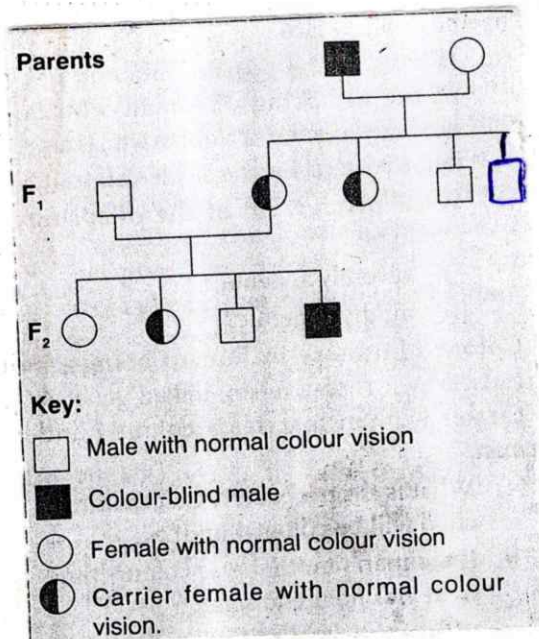 Parents
F₁
F₂
Key:
Male with normal colour vision
Colour-blind male
Female with normal colour vision
Carrier female with normal colour
vision.